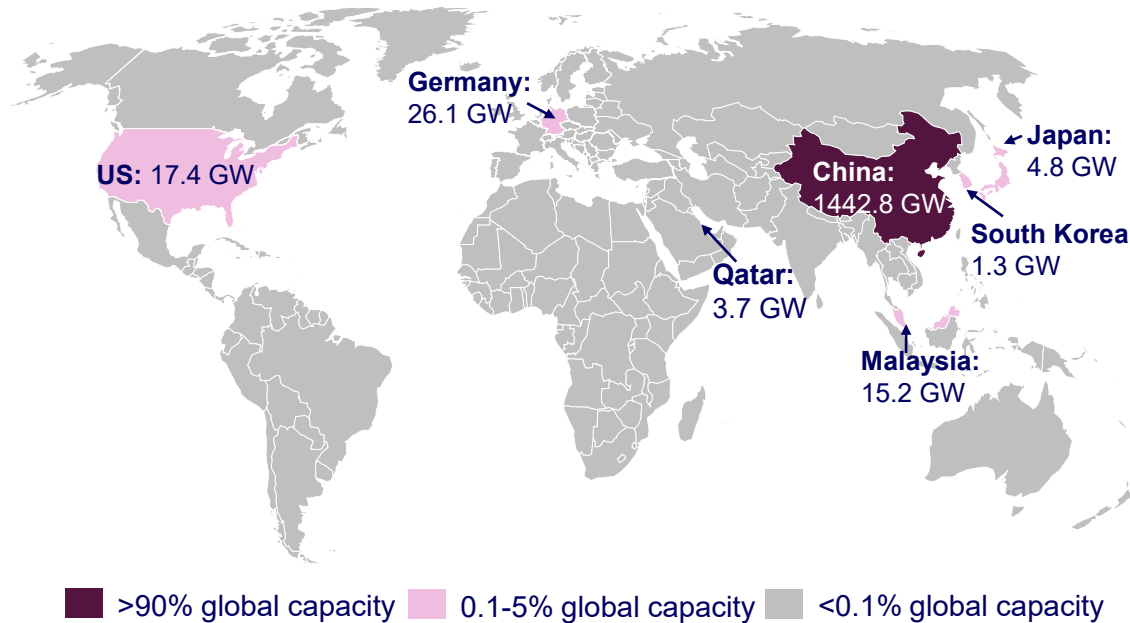 Germany:
26.1 GW
US: 17.4 GW
China:
1442.8 GW
Japan:
4.8 GW
South Korea
1.3 GW
Qatar:
3.7 GW
Malaysia:
15.2 GW
>90% global capacity
0.1-5% global capacity
<0.1% global capacity